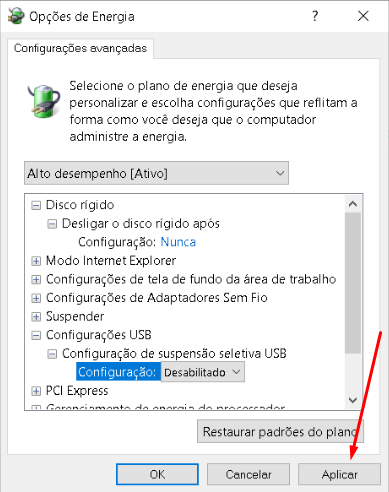 Opções de Energia
Configurações avançadas
Selecione o plano de energia que deseja
personalizar e escolha configurações que reflitam a
forma como você deseja que o computador
administre a energia.
Alto desempenho [Ativo]
Disco rígido
Desligar o disco rígido após
Configuração: Nunca
Modo Internet Explorer
Configurações de tela de fundo da área de trabalho
Configurações de Adaptadores Sem Fio
Suspender
Configurações USB
Configuração de suspensão seletiva USB
Configuração: Desabilitado
PCI Express
Gerenciamento de energia do processador
Restaurar padrões do plano
OK
Cancelar
Aplicar